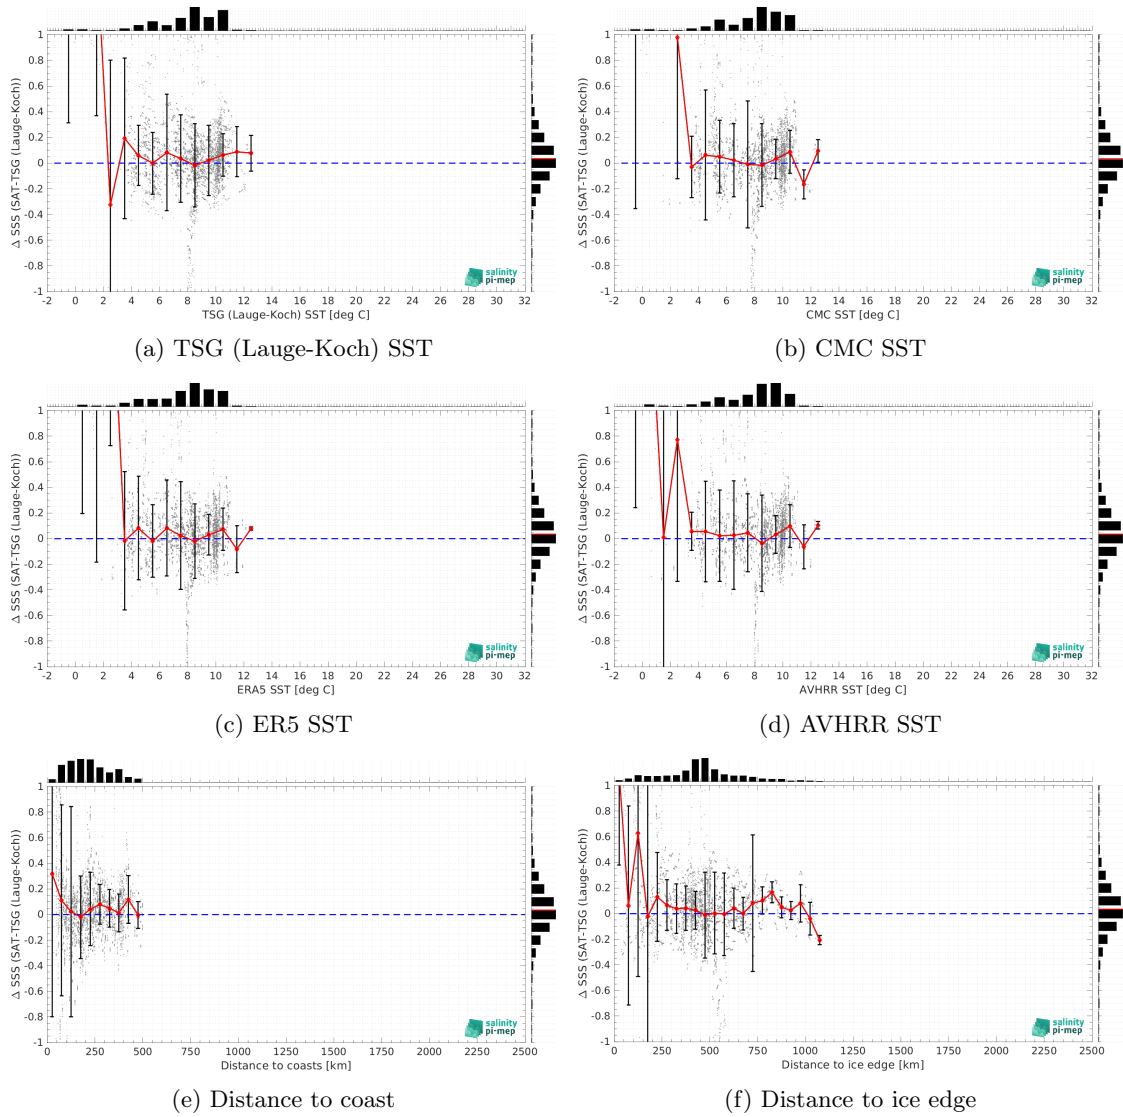 1
0.8
0.6
0.4
0.2
0
-0.2
-0.4
-0.6
-0.8
-1
Δ SSS (SAT-TSG (Lauge-Koch))
salinity
pi-mep
-2 0 2 4 6 8 10 12 14 16 18 20 22 24 26 28 30 32
TSG (Lauge-Koch) SST [deg C]
(a) TSG (Lauge-Koch) SST
1
0.8
0.6
0.4
0.2
0
-0.2
-0.4
-0.6
-0.8
-1
Δ SSS (SAT-TSG (Lauge-Koch))
salinity
pi-mep
-2 0 2 4 6 8 10 12 14 16 18 20 22 24 26 28 30 32
CMC SST [deg C]
(b) CMC SST
1
0.8
0.6
0.4
0.2
0
-0.2
-0.4
-0.6
-0.8
-1
Δ SSS (SAT-TSG (Lauge-Koch))
salinity
pi-mep
-2 0 2 4 6 8 10 12 14 16 18 20 22 24 26 28 30 32
ERA5 SST [deg C]
(c) ER5 SST
1
0.8
0.6
0.4
0.2
0
-0.2
-0.4
-0.6
-0.8
-1
Δ SSS (SAT-TSG (Lauge-Koch))
salinity
pi-mep
-2 0 2 4 6 8 10 12 14 16 18 20 22 24 26 28 30 32
AVHRR SST [deg C]
(d) AVHRR SST
1
0.8
0.6
0.4
0.2
0
-0.2
-0.4
-0.6
-0.8
-1
Δ SSS (SAT-TSG (Lauge-Koch))
salinity
pi-mep
0 250 500 750 1000 1250 1500 1750 2000 2250 2500
Distance to coasts [km]
(e) Distance to coast
1
0.8
0.6
0.4
0.2
0
-0.2
-0.4
-0.6
-0.8
-1
Δ SSS (SAT-TSG (Lauge-Koch))
salinity
pi-mep
0 250 500 750 1000 1250 1500 1750 2000 2250 2500
Distance to ice edge [km]
(f) Distance to ice edge